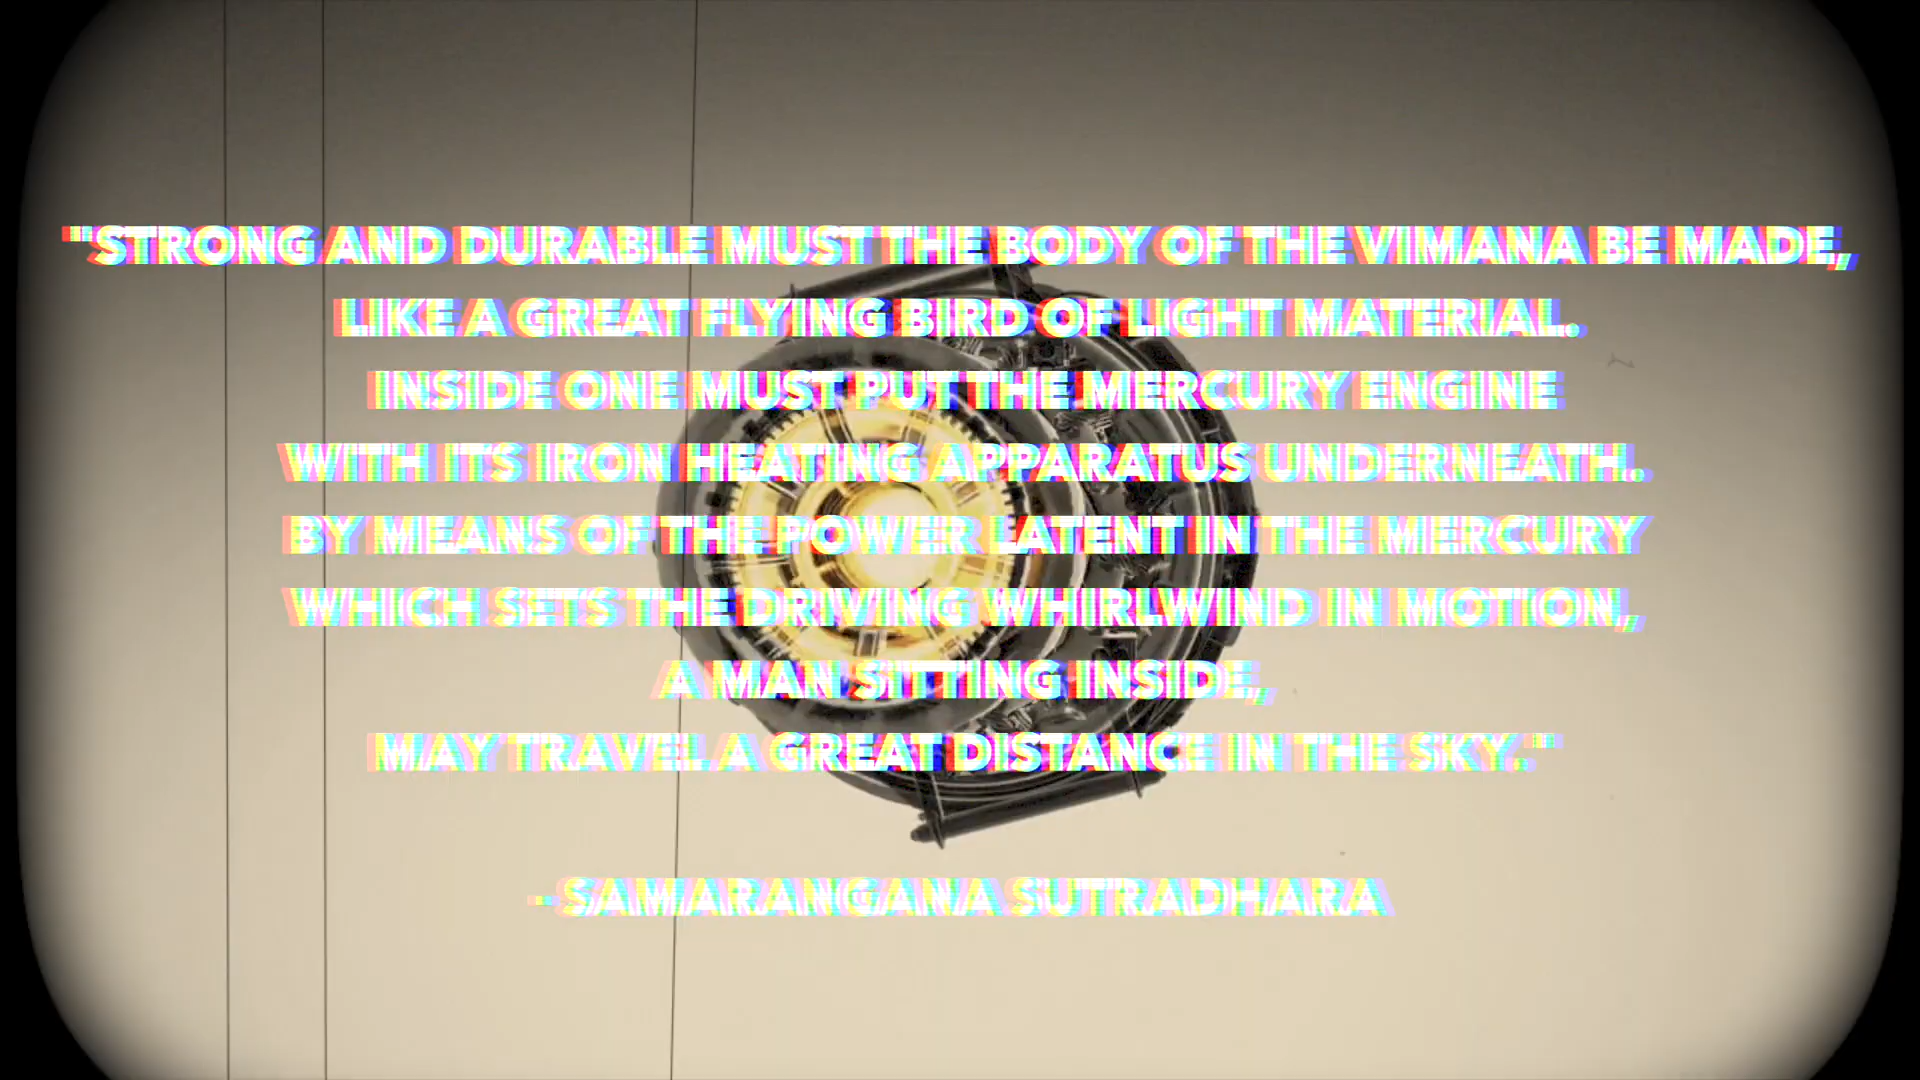 "STRONG AND DURABLE MUST THE BODY OF THE VIMANA BE MADE,
LIKE A GREAT FLYING BIRD OF LIGHT MATERIAL.
INSIDE ONE MUST PUT THE MERCURY ENGINE
WITH ITS IRON HEATING APPARATUS UNDERNEATH.
BY MEANS OF THE POWER LATENT IN THE MERCURY
WHICH SETS THE DRIVING WHIRLWIND IN MOTION,
A MAN SITTING INSIDE,
MAY TRAVEL A GREAT DISTANCE IN THE SKY."
- SAMARANGANA SUTRADHARA